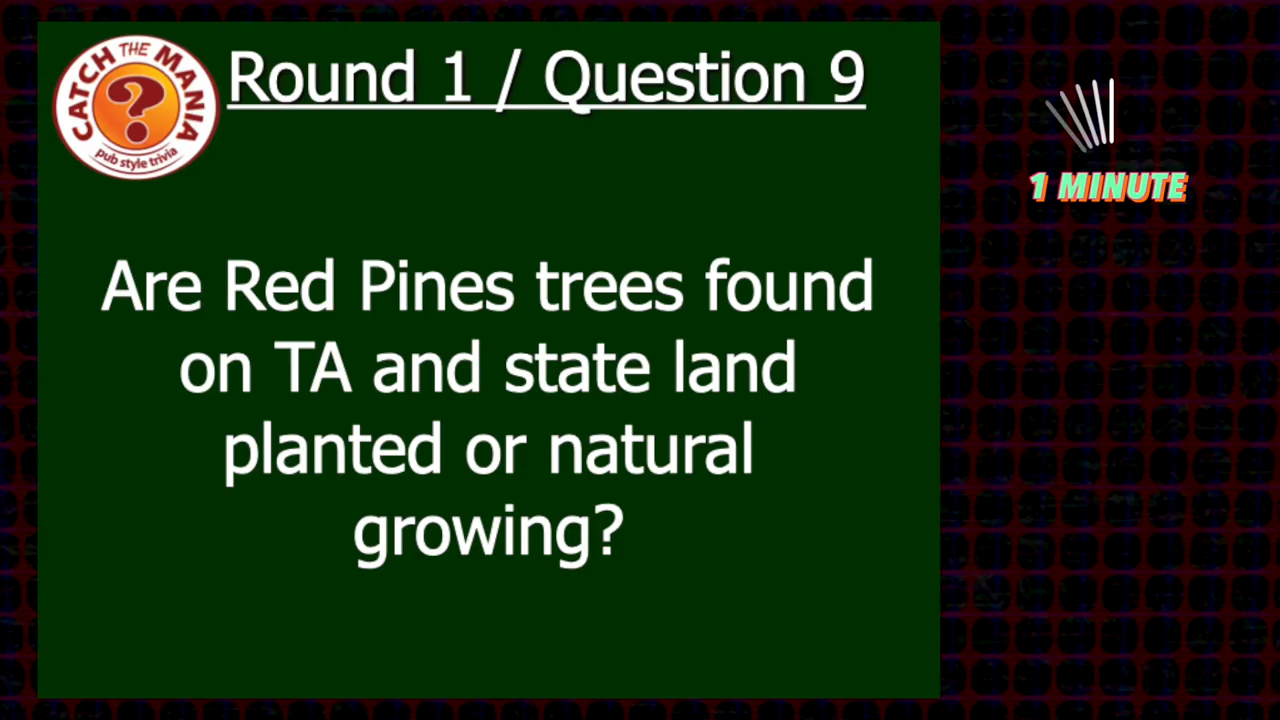 CATCH THE MANIA
pub style trivia
Round 1 / Question 9
1 MINUTE
Are Red Pines trees found
on TA and state land
planted or natural
growing?